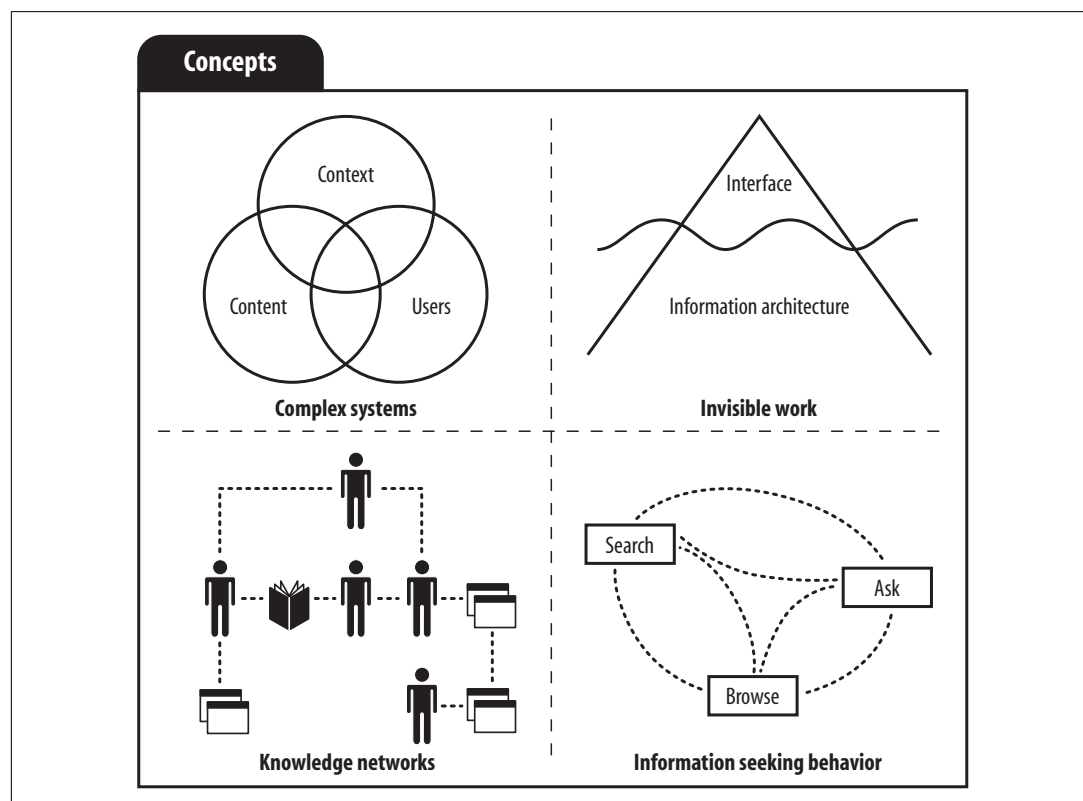 Concepts
Context
Content
Users
Complex systems
Interface
Information architecture
Invisible work
Knowledge networks
Search
Ask
Browse
Information seeking behavior